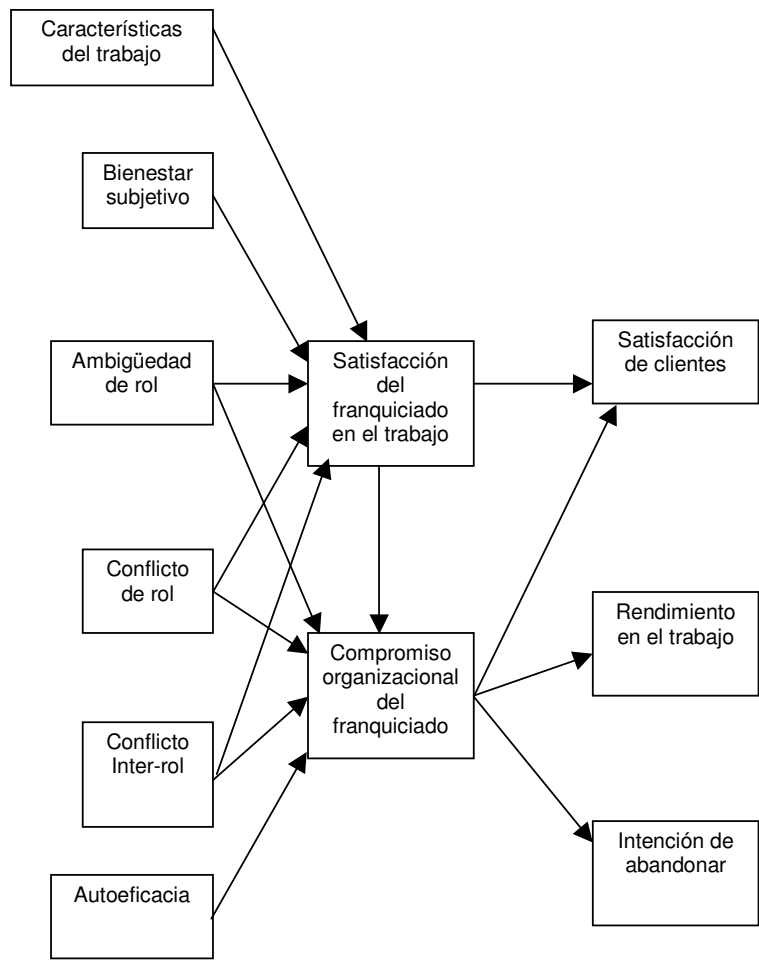 Características
del trabajo
Bienestar
subjetivo
Ambigüedad
de rol
Conflicto
de rol
Conflicto
Inter-rol
Autoeficacia
Satisfacción
del
franquiciado
en el trabajo
Compromiso
organizacional
del
franquiciado
Satisfacción
de clientes
Rendimiento
en el trabajo
Intención de
abandonar